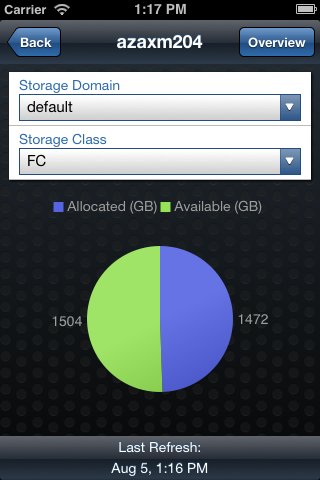 Carrier 1:17 PM
Back azaxm204 Overview
Storage Domain
default
Storage Class
FC
Allocated (GB) Available (GB)
1504 1472
Last Refresh:
Aug 5, 1:16 PM